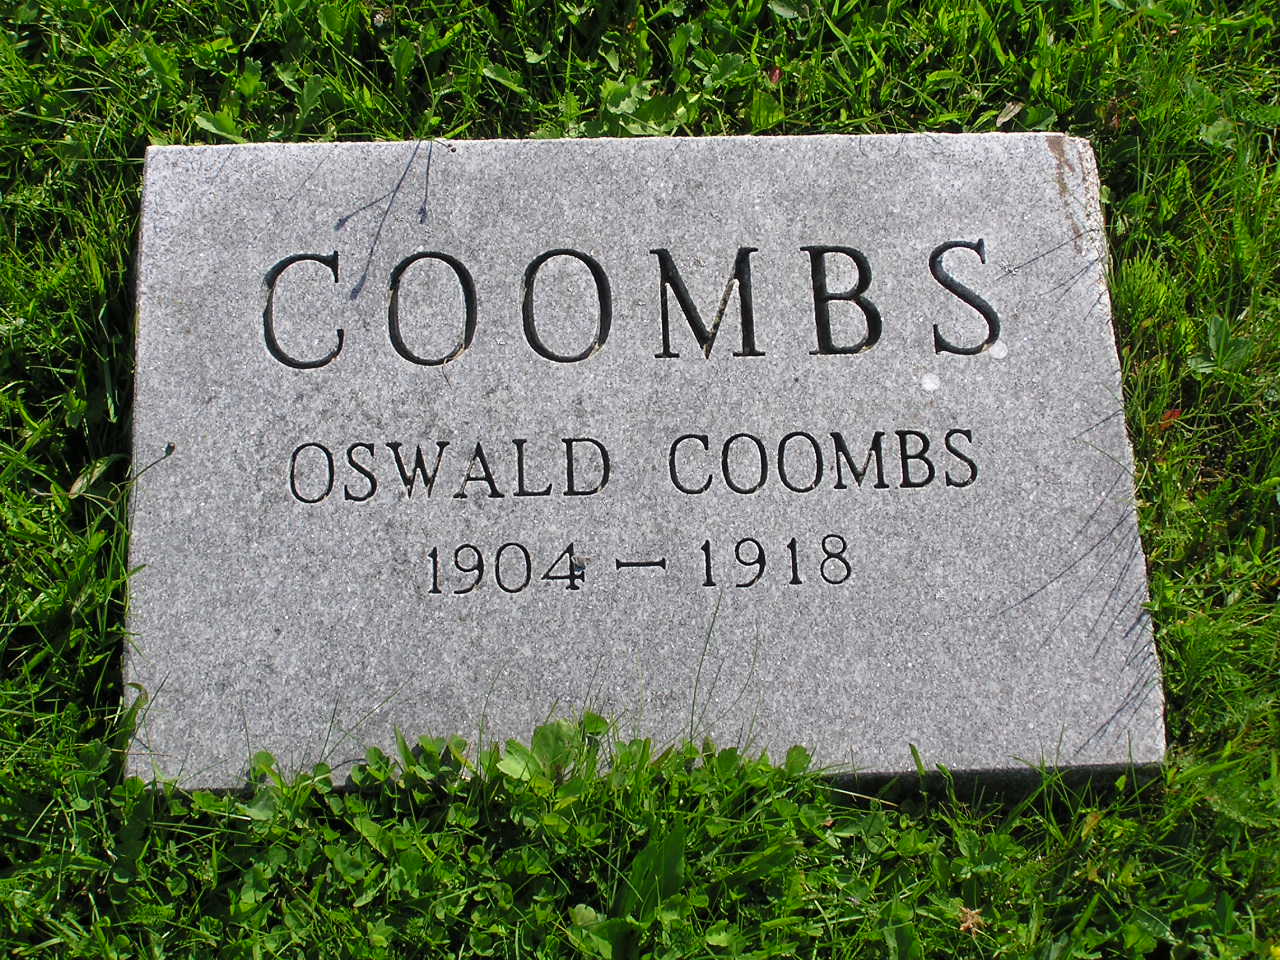 COOMBS
OSWALD COOMBS
1904 – 1918